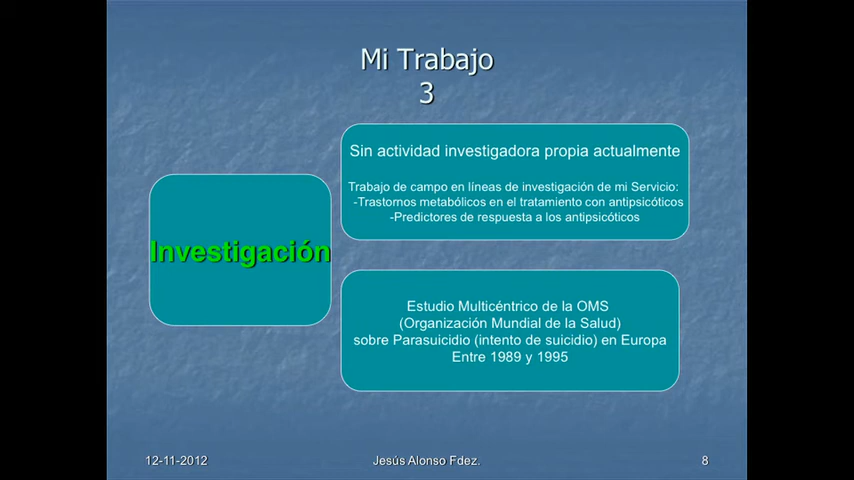 Mi Trabajo
3
Investigación
Sin actividad investigadora propia actualmente
Trabajo de campo en líneas de investigación de mi Servicio:
-Trastornos metabólicos en el tratamiento con antipsicóticos
-Predictores de respuesta a los antipsicóticos
Estudio Multicéntrico de la OMS
(Organización Mundial de la Salud)
sobre Parasuicidio (intento de suicidio) en Europa
Entre 1989 y 1995
12-11-2012
Jesús Alonso Fdez.
8